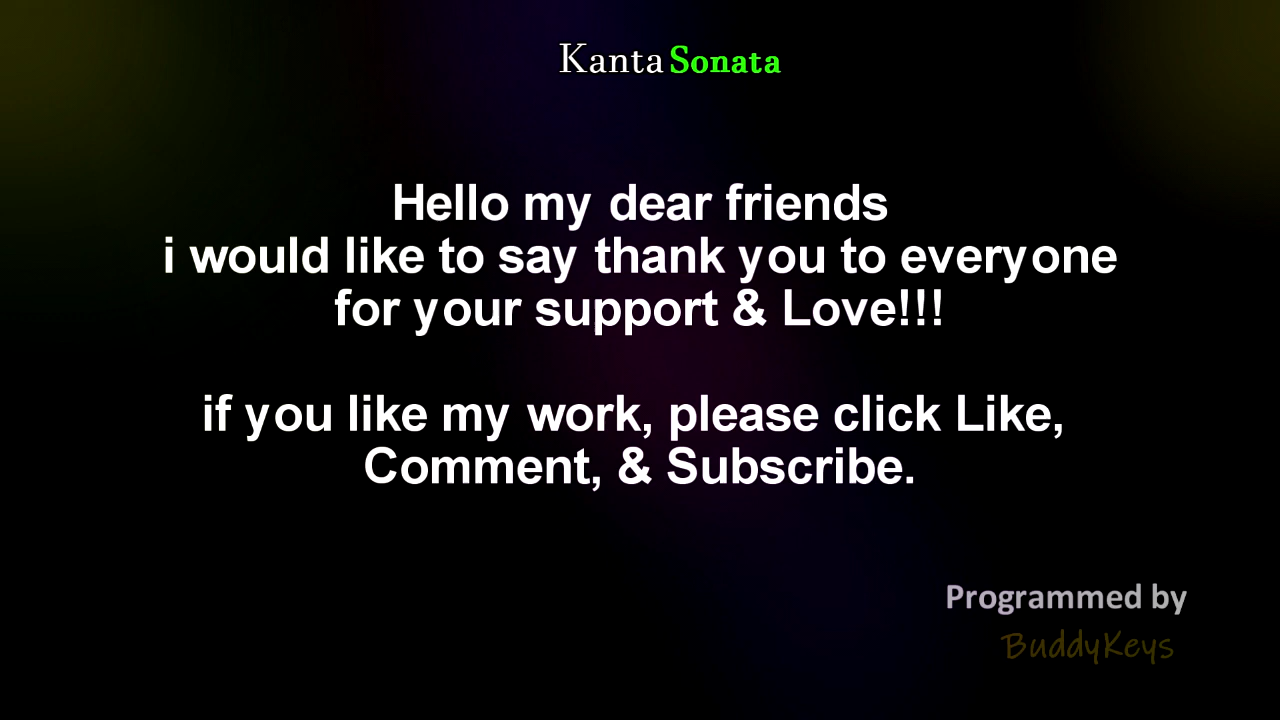 Kanta Sonata
Hello my dear friends
i would like to say thank you to everyone
for your support & Love!!!
if you like my work, please click Like,
Comment, & Subscribe.
Programmed by
BuddyKeys